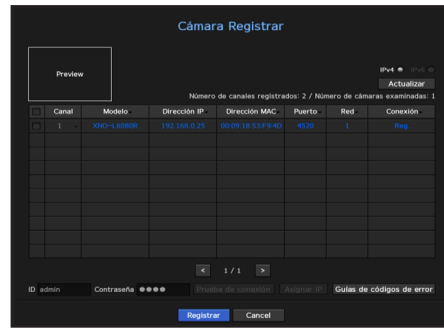 Cámara Registrar
Preview
IPv4 IPv6
Actualizar
Número de canales registrados: 2 / Número de cámaras examinadas: 1
Canal Modelo Dirección IP Dirección MAC Puerto Red Conexión
1 XNO-L6080R 192.168.0.25 00:09:18:53:F9:4D 4520 1 Reg.
< 1 / 1 >
ID admin Contraseña Prueba de conexión Asignar IP Guías de códigos de error
Registrar Cancel